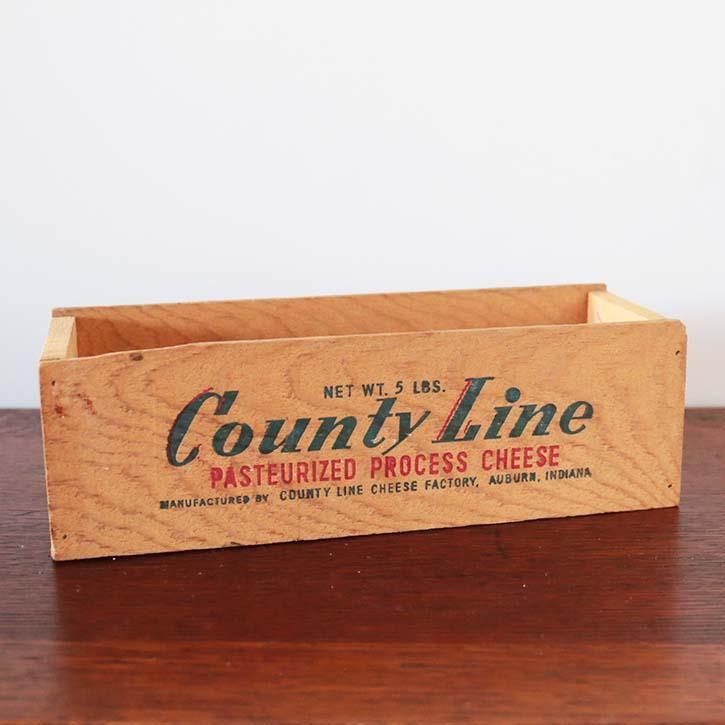 NET WT. 5 LBS.
County Line
PASTEURIZED PROCESS CHEESE
MANUFACTURED BY COUNTY LINE CHEESE FACTORY, AUBURN, INDIANA